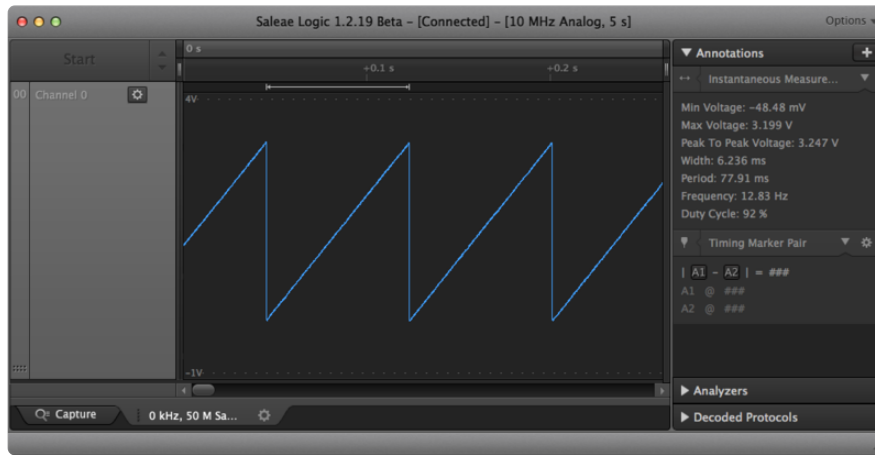 Saleae Logic 1.2.19 Beta - [Connected] - [10 MHz Analog, 5 s]
Options
Start
0 s
+0.1 s
+0.2 s
00 Channel 0
4V
-1V
Annotations
Instantaneous Measure...
Min Voltage: -48.48 mV
Max Voltage: 3.199 V
Peak To Peak Voltage: 3.247 V
Width: 6.236 ms
Period: 77.91 ms
Frequency: 12.83 Hz
Duty Cycle: 92 %
Timing Marker Pair
| A1 - A2 | = ###
A1 @ ###
A2 @ ###
Analyzers
Decoded Protocols
Capture
0 kHz, 50 M Sa...